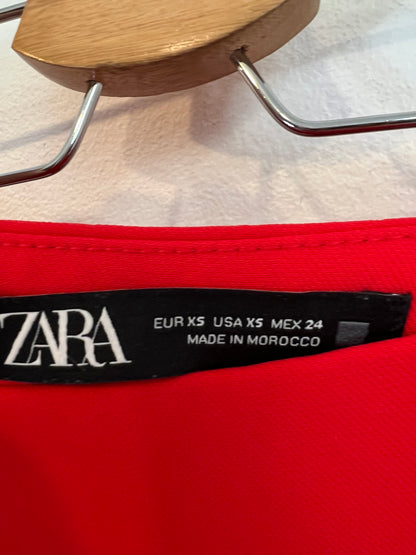 ZARA
EUR XS USA XS MEX 24
MADE IN MOROCCO